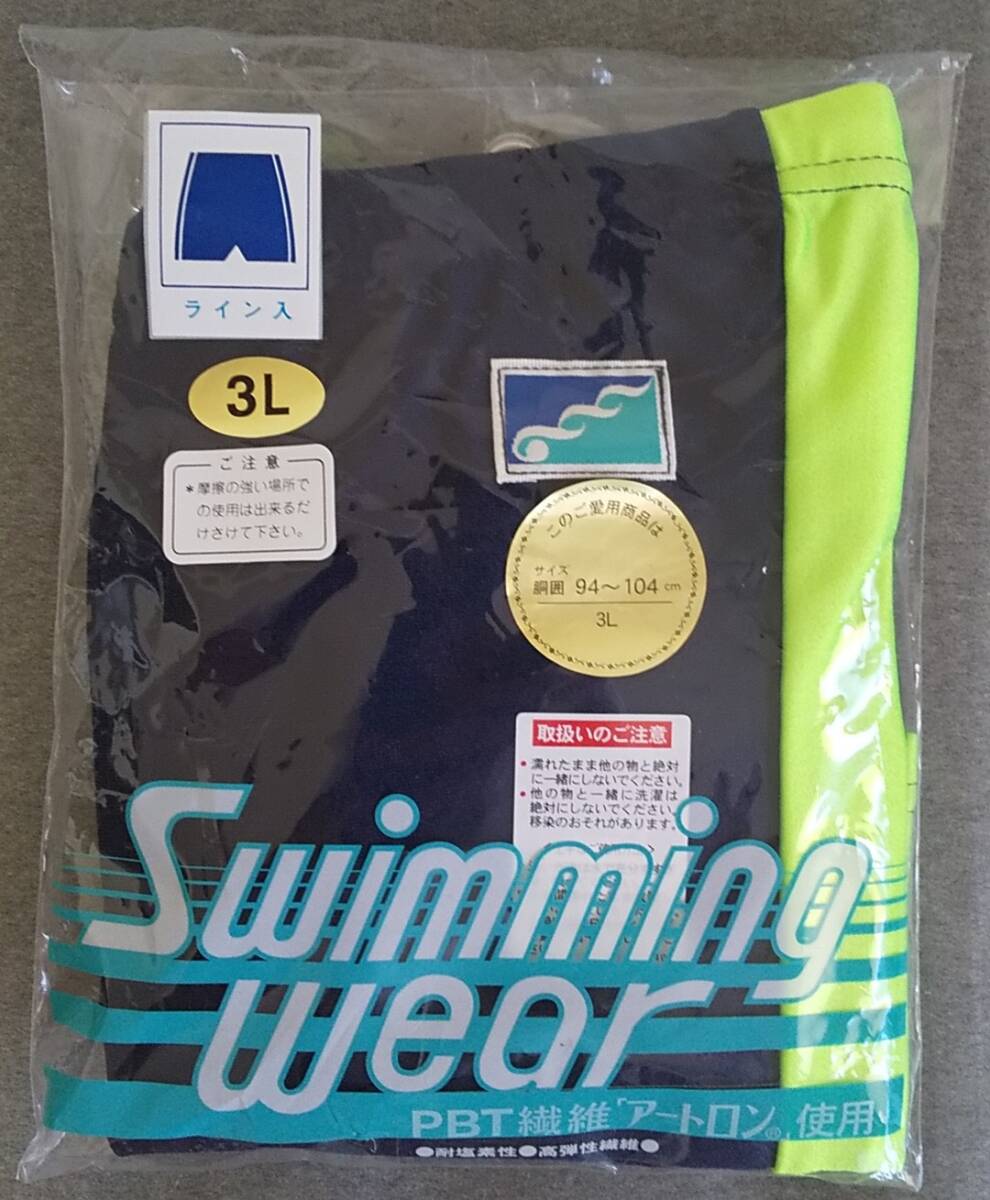 ライン入
3L
ご注意
*摩擦の強い場所で
の使用は出来るだ
けさけて下さい。
このご愛用商品は
サイズ
胴囲 94～104 cm
3L
取扱いのご注意
•濡れたまま他の物と絶対
に一緒にしないでください。
•他の物と一緒に洗濯は
絶対にしないでください。
移染のおそれがあります。
Swimming
wear
PBT繊維「アートロン®」使用
●耐塩素性●高弾性繊維●